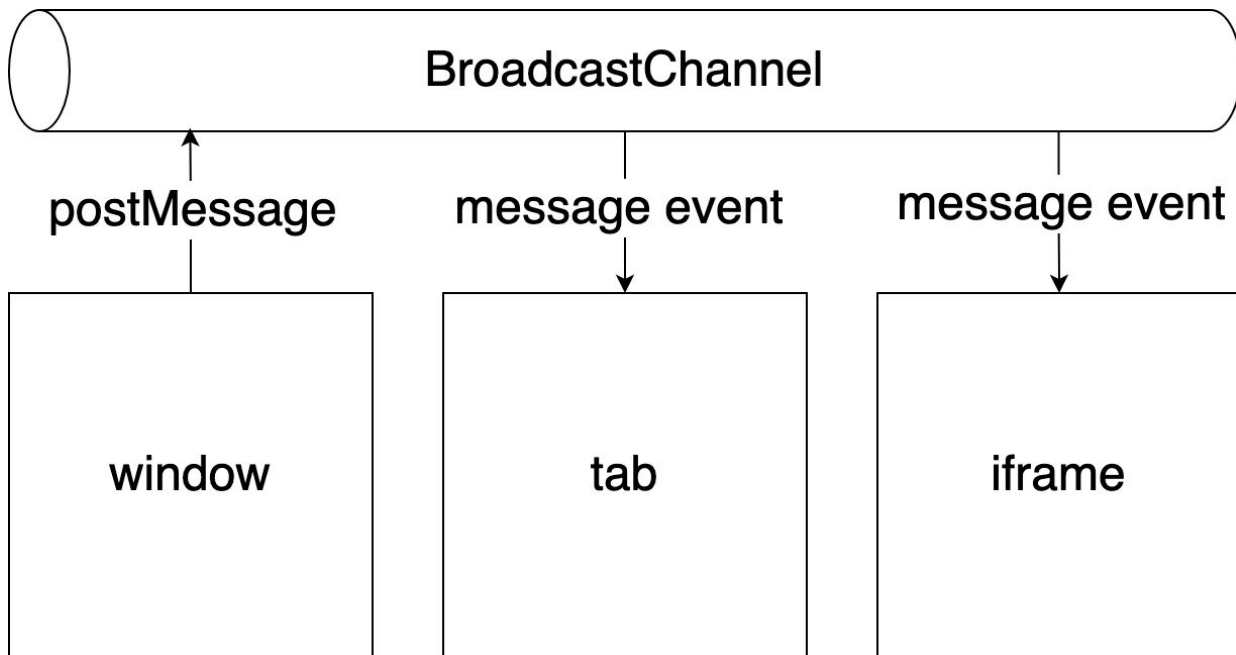 BroadcastChannel
postMessage
message event
message event
window
tab
iframe